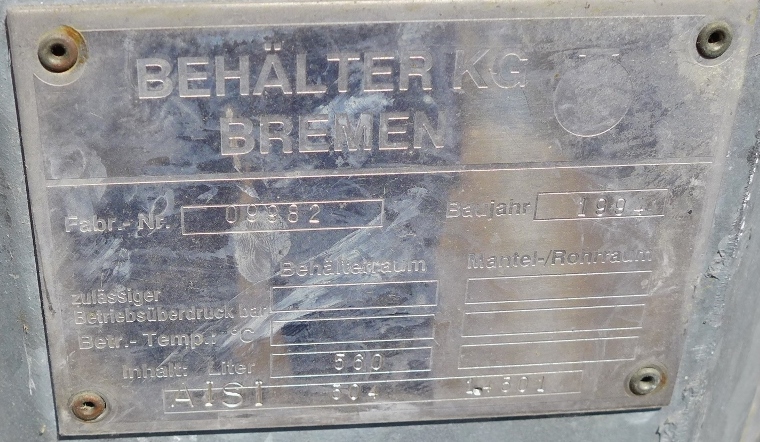 BEHÄLTER KG
BREMEN
Fabr.- Nr. 09962 Baujahr 1994
Behälterraum Mantel-/Rohrraum
zulässiger
Betriebsüberdruck bar
Betr.- Temp.: °C
Inhalt: Liter 560
AISI 304 1.4301